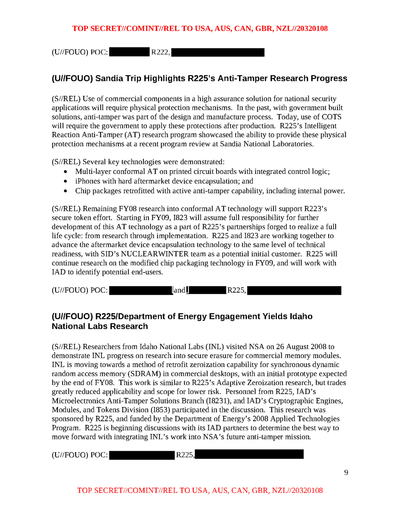 TOP SECRET//COMINT//REL TO USA, AUS, CAN, GBR, NZL//20320108
(U//FOUO) POC: R222,
(U//FOUO) Sandia Trip Highlights R225's Anti-Tamper Research Progress
(S//REL) Use of commercial components in a high assurance solution for national security
applications will require physical protection mechanisms. In the past, with government built
solutions, anti-tamper was part of the design and manufacture process. Today, use of COTS
will require the government to apply these protections after production. R225's Intelligent
Reaction Anti-Tamper (AT) research program showcased the ability to provide these physical
protection mechanisms at a recent program review at Sandia National Laboratories.
(S//REL) Several key technologies were demonstrated:
• Multi-layer conformal AT on printed circuit boards with integrated control logic;
• iPhones with hard aftermarket device encapsulation; and
• Chip packages retrofitted with active anti-tamper capability, including internal power.
(S//REL) Remaining FY08 research into conformal AT technology will support R223's
secure token effort. Starting in FY09, I823 will assume full responsibility for further
development of this AT technology as a part of R225's partnerships forged to realize a full
life cycle: from research through implementation. R225 and I823 are working together to
advance the aftermarket device encapsulation technology to the same level of technical
readiness, with SID's NUCLEARWINTER team as a potential initial customer. R225 will
continue research on the modified chip packaging technology in FY09, and will work with
IAD to identify potential end-users.
(U//FOUO) POC: and R225,
(U//FOUO) R225/Department of Energy Engagement Yields Idaho
National Labs Research
(S//REL) Researchers from Idaho National Labs (INL) visited NSA on 26 August 2008 to
demonstrate INL progress on research into secure erasure for commercial memory modules.
INL is moving towards a method of retrofit zeroization capability for synchronous dynamic
random access memory (SDRAM) in commercial desktops, with an initial prototype expected
by the end of FY08. This work is similar to R225's Adaptive Zeroization research, but trades
greatly reduced applicability and scope for lower risk. Personnel from R225, IAD's
Microelectronics Anti-Tamper Solutions Branch (I8231), and IAD's Cryptographic Engines,
Modules, and Tokens Division (I853) participated in the discussion. This research was
sponsored by R225, and funded by the Department of Energy's 2008 Applied Technologies
Program. R225 is beginning discussions with its IAD partners to determine the best way to
move forward with integrating INL's work into NSA's future anti-tamper mission.
(U//FOUO) POC: R225,
9
TOP SECRET//COMINT//REL TO USA, AUS, CAN, GBR, NZL//20320108